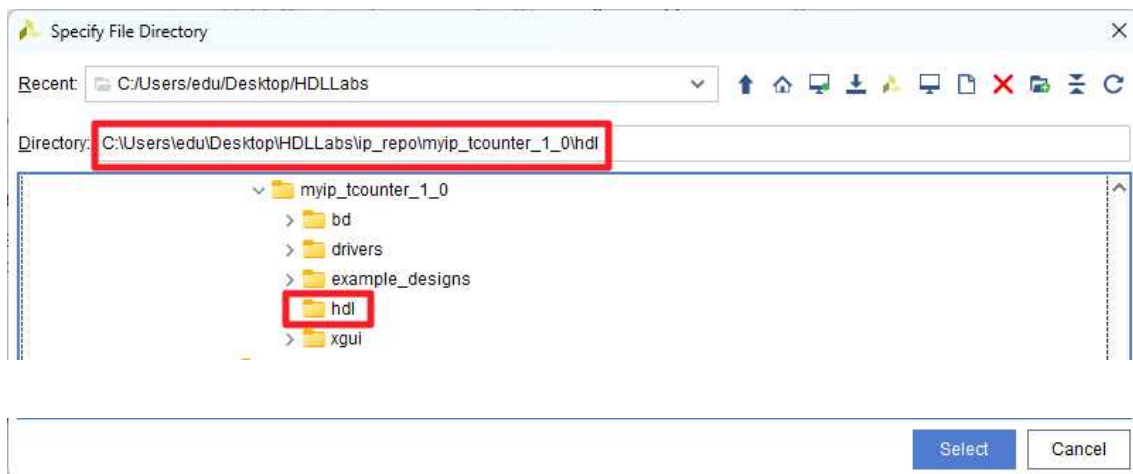 Specify File Directory
Recent: C:/Users/edu/Desktop/HDLLabs
Directory: C:\Users\edu\Desktop\HDLLabs\ip_repo\myip_tcounter_1_0\hdl
myip_tcounter_1_0
bd
drivers
example_designs
hdl
xgui
Select Cancel